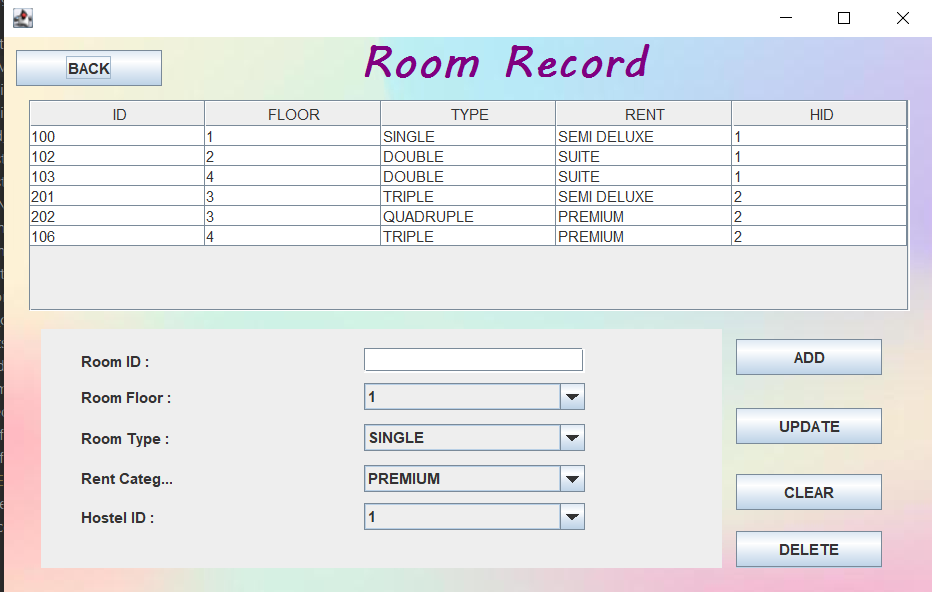 Room Record
BACK
ID FLOOR TYPE RENT HID
100 1 SINGLE SEMI DELUXE 1
102 2 DOUBLE SUITE 1
103 4 DOUBLE SUITE 1
201 3 TRIPLE SEMI DELUXE 2
202 3 QUADRUPLE PREMIUM 2
106 4 TRIPLE PREMIUM 2
Room ID :
ADD
Room Floor : 1
UPDATE
Room Type : SINGLE
Rent Categ... PREMIUM
CLEAR
Hostel ID : 1
DELETE